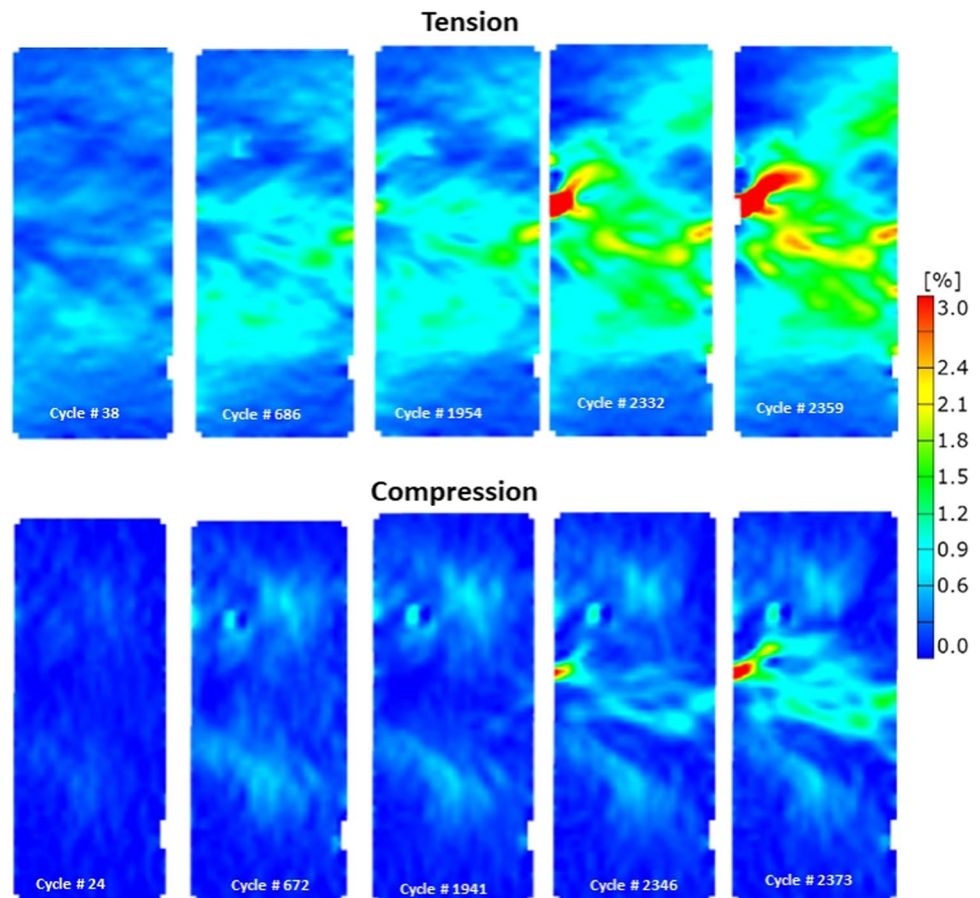 Tension
Cycle # 38
Cycle # 686
Cycle # 1954
Cycle # 2332
Cycle # 2359
[%]
3.0
2.4
2.1
1.8
1.5
1.2
0.9
0.6
0.0
Compression
Cycle # 24
Cycle # 672
Cycle # 1941
Cycle # 2346
Cycle # 2373